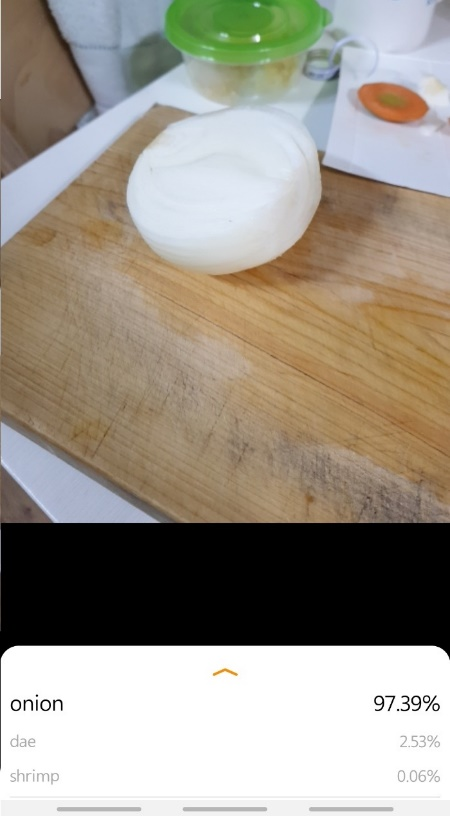 onion 97.39%
dae 2.53%
shrimp 0.06%